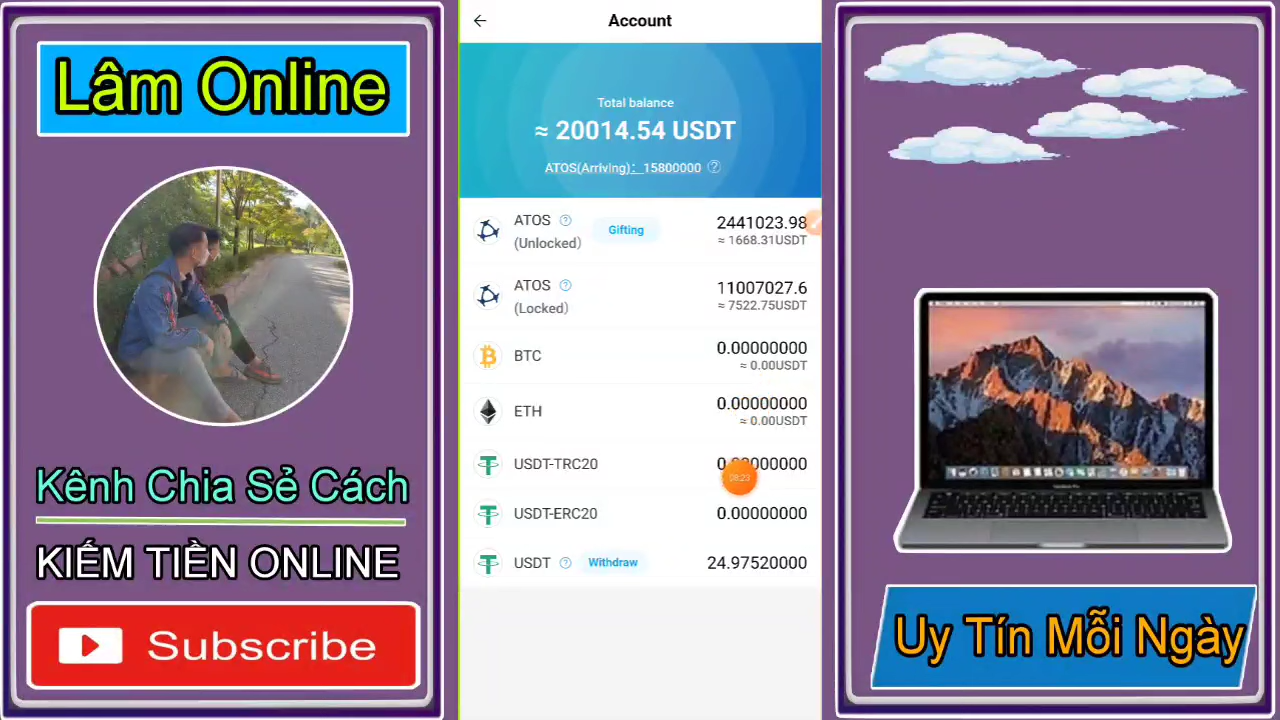 Lâm Online
Kênh Chia Sẻ Cách
KIẾM TIỀN ONLINE
Subscribe
Account
Total balance
≈ 20014.54 USDT
ATOS(Arriving): 15800000
ATOS
(Unlocked)
Gifting
2441023.98
≈ 1668.31USDT
ATOS
(Locked)
11007027.6
≈ 7522.75USDT
BTC
0.00000000
≈ 0.00USDT
ETH
0.00000000
≈ 0.00USDT
USDT-TRC20
08:23
USDT-ERC20
0.00000000
USDT
Withdraw
24.97520000
Uy Tín Mỗi Ngày